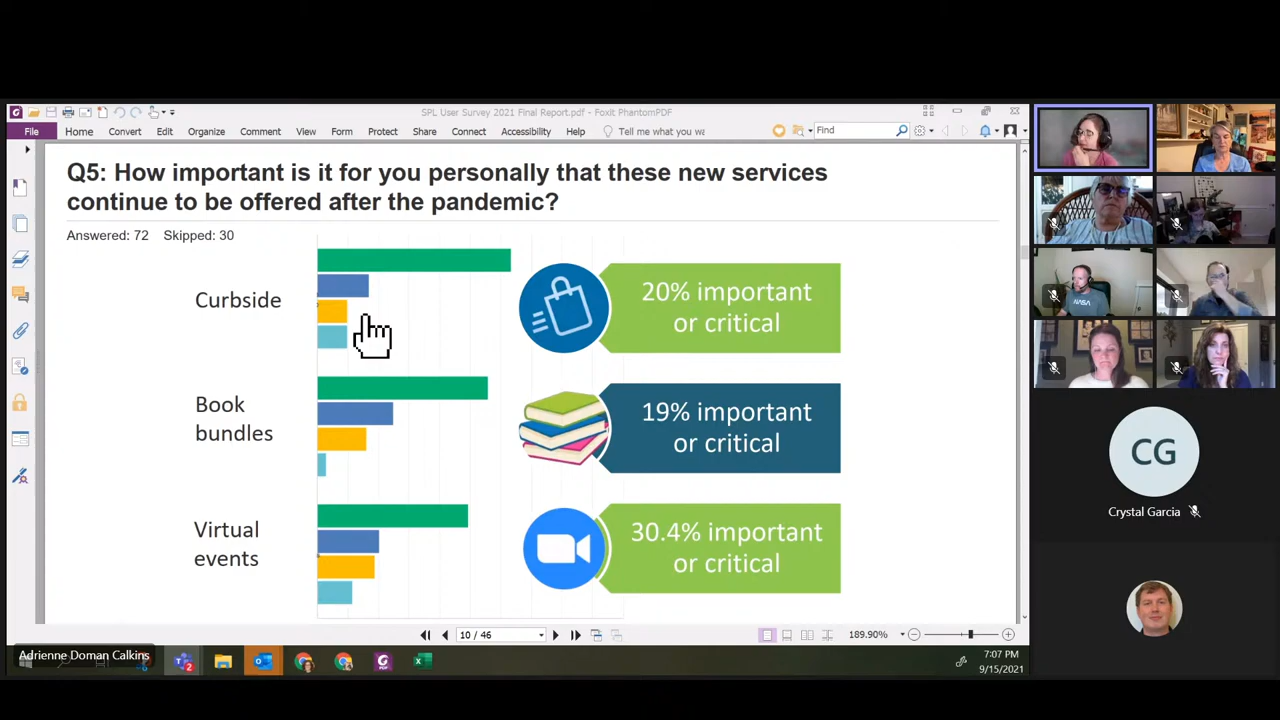 SPL User Survey 2021 Final Report.pdf - Foxit PhantomPDF
File Home Convert Edit Organize Comment View Form Protect Share Connect Accessibility Help Tell me what you wa Find
Q5: How important is it for you personally that these new services
continue to be offered after the pandemic?
Answered: 72 Skipped: 30
Curbside
20% important
or critical
Book
bundles
19% important
or critical
Virtual
events
30.4% important
or critical
NASA
CG
Crystal Garcia
10 / 46
189.90%
Adrienne Doman Calkins
2
7:07 PM
9/15/2021